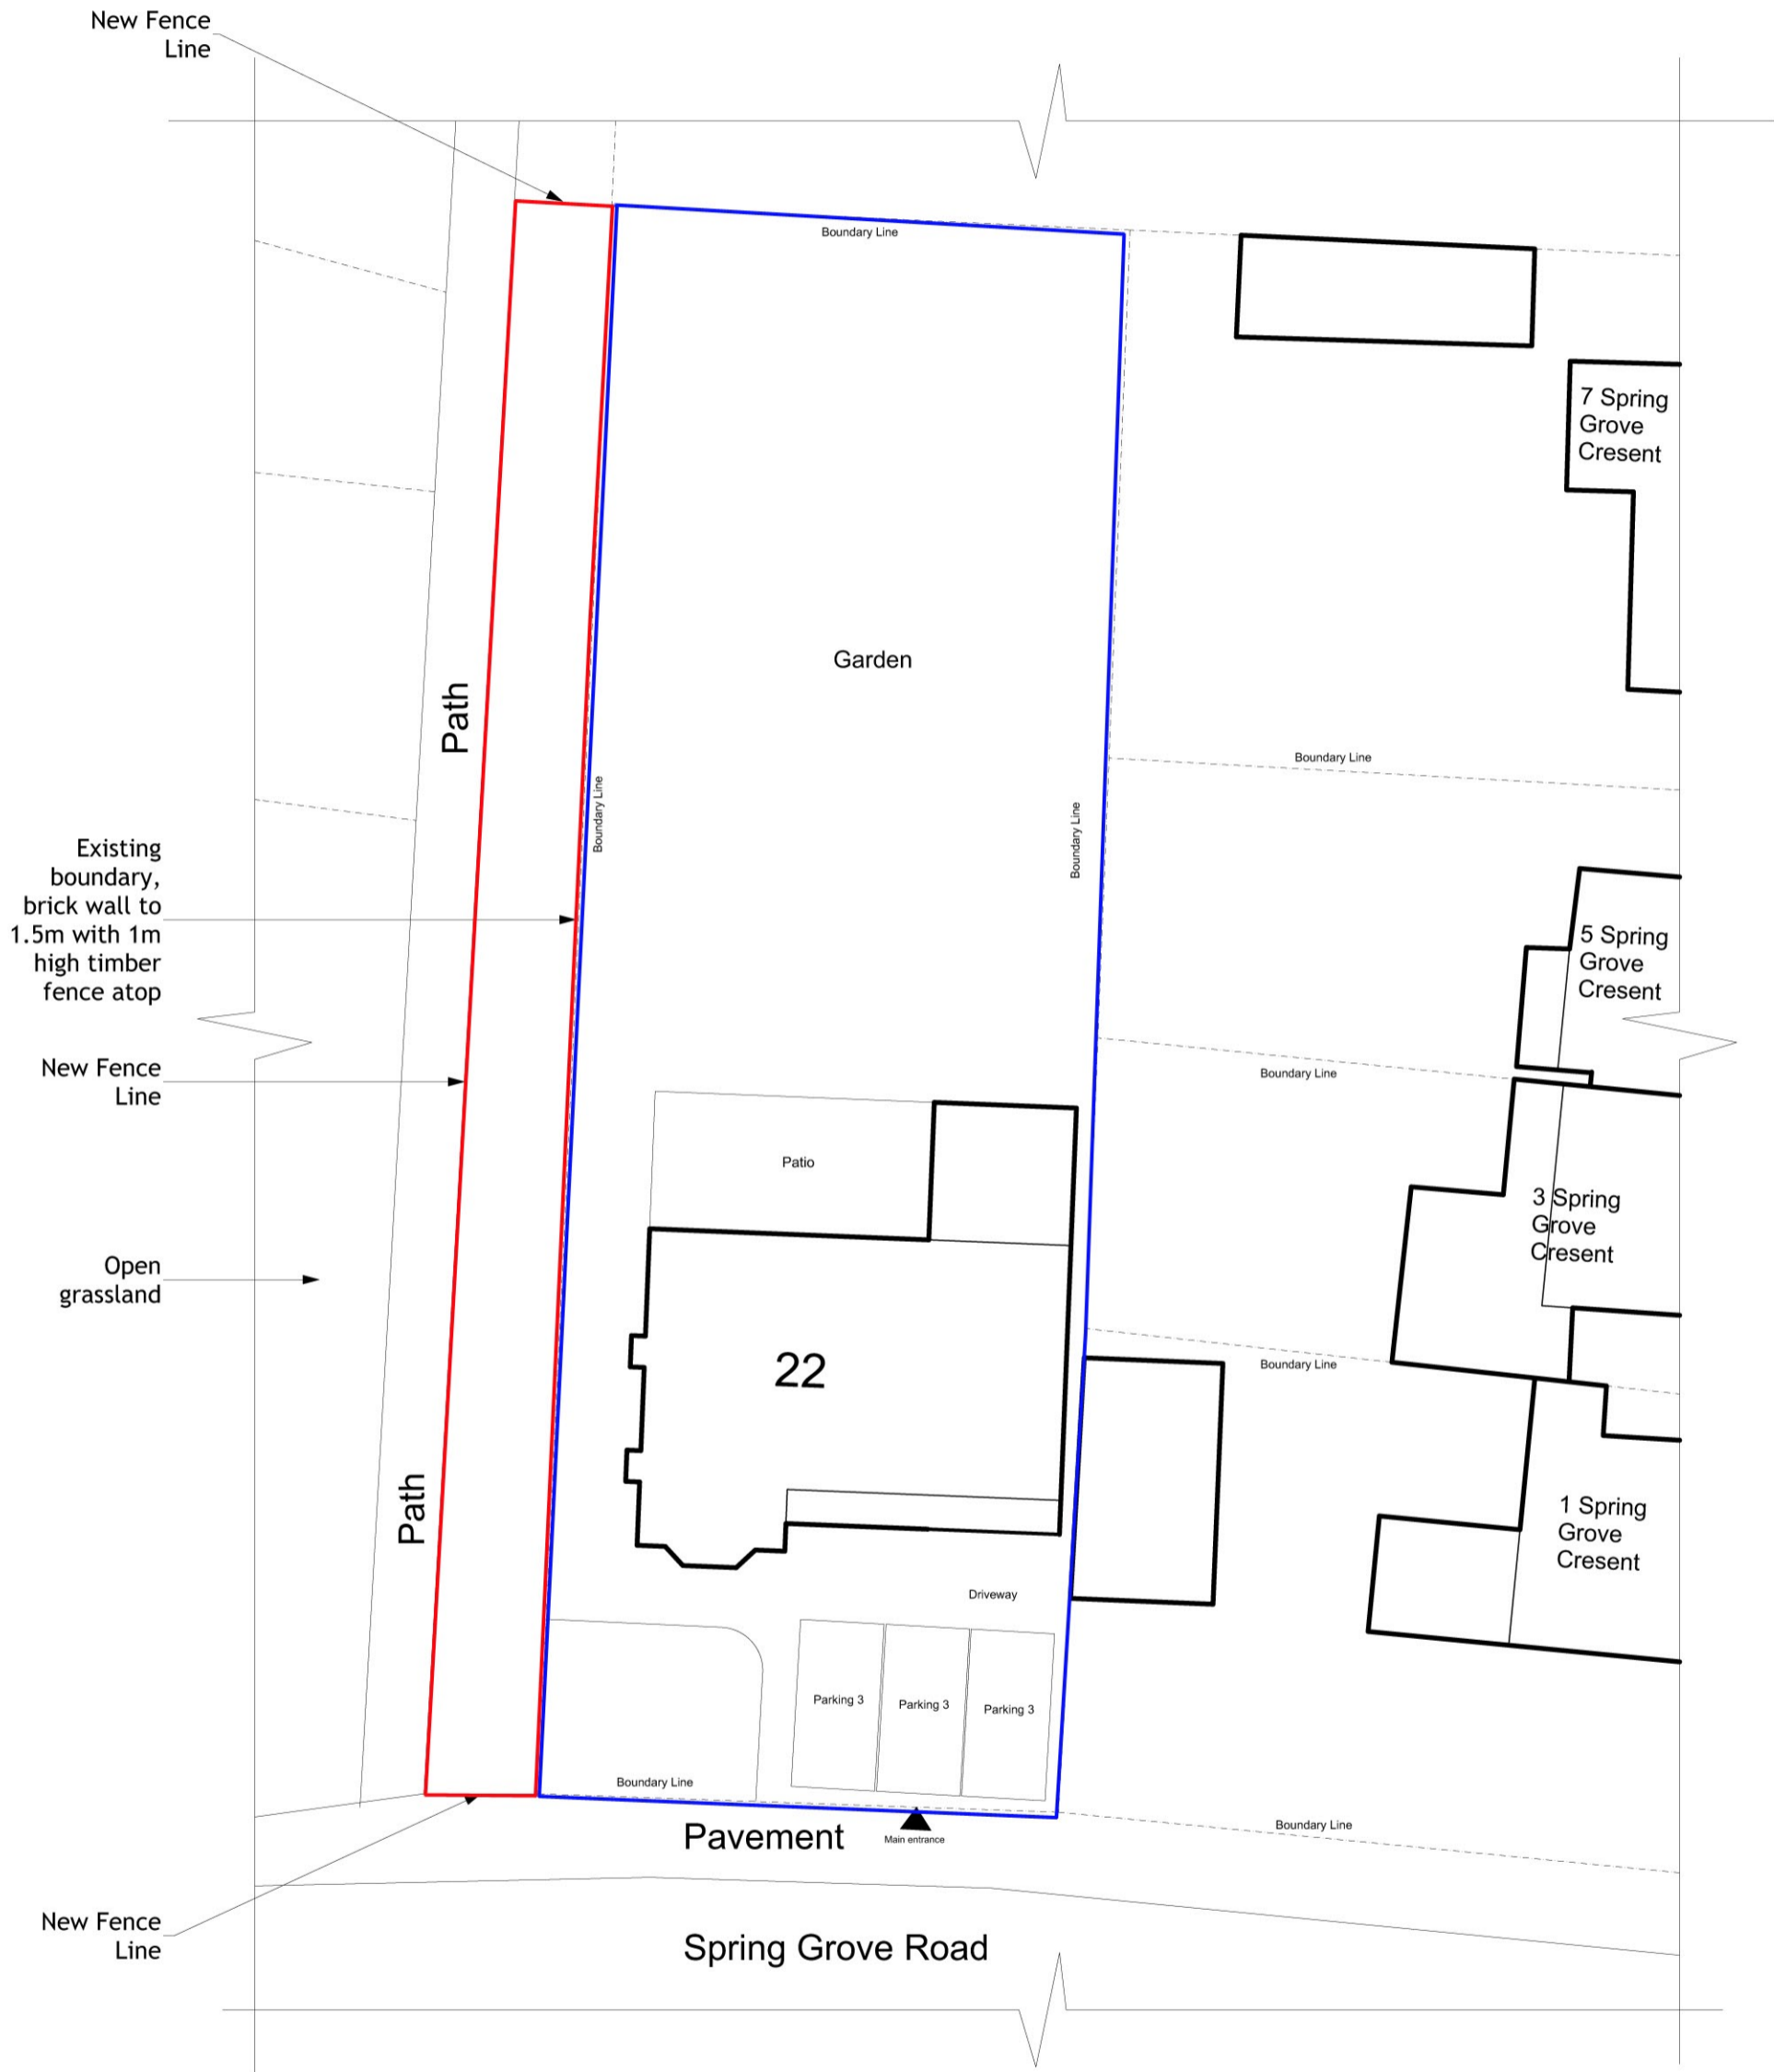 New Fence
Line
Boundary Line
7 Spring
Grove
Cresent
Garden
Path
Boundary Line
Boundary Line
Boundary Line
Existing
boundary,
brick wall to
1.5m with 1m
high timber
fence atop
5 Spring
Grove
Cresent
New Fence
Line
Boundary Line
Patio
3 Spring
Grove
Cresent
Open
grassland
22
Boundary Line
Path
1 Spring
Grove
Cresent
Driveway
Parking 3
Parking 3
Parking 3
Boundary Line
Pavement
Main entrance
Boundary Line
New Fence
Line
Spring Grove Road